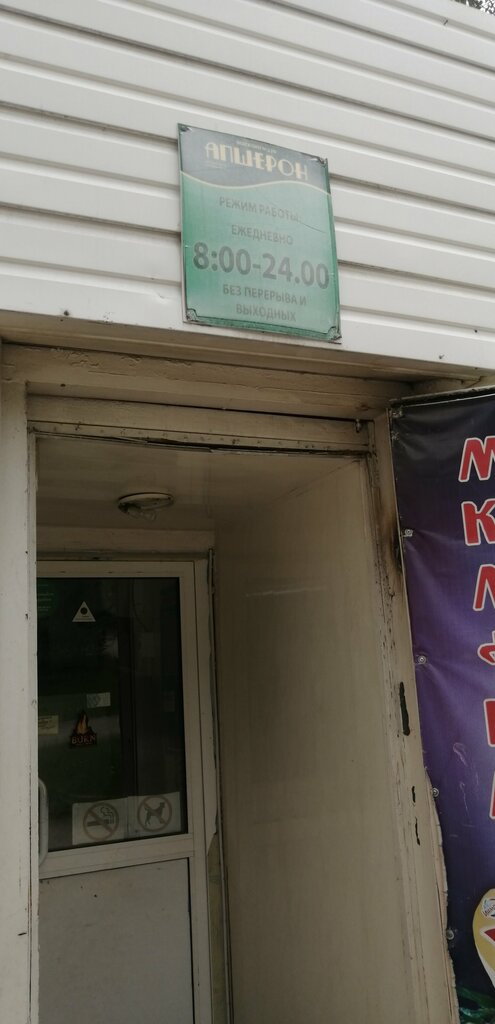 АПШЕРОН
РЕЖИМ РАБОТЫ:
ЕЖЕДНЕВНО
8:00-24.00
БЕЗ ПЕРЕРЫВА И
ВЫХОДНЫХ
BURN